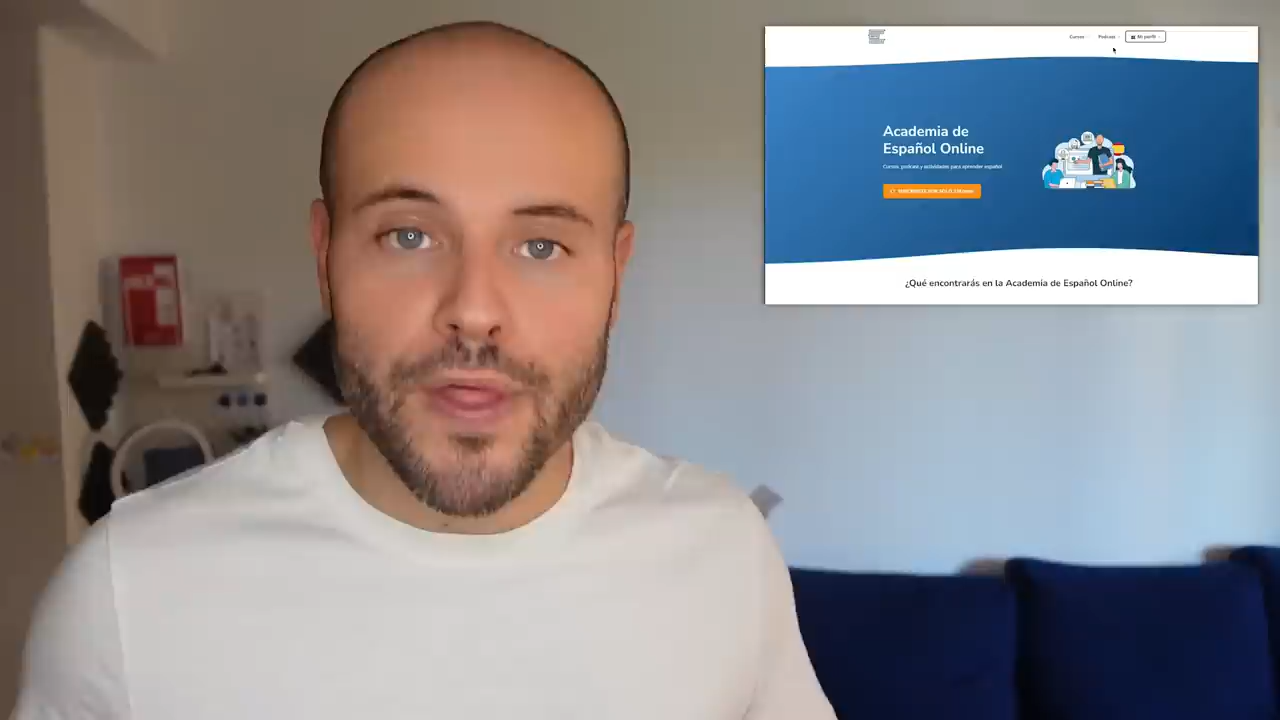 Cursos
Podcast
Mi perfil
Academia de
Español Online
Cursos, podcast y actividades para aprender español
¿Qué encontrarás en la Academia de Español Online?